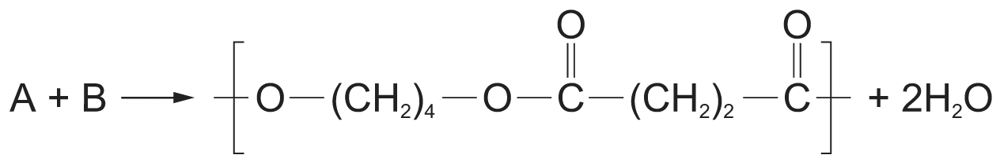 O O
A + B ⟶ [ —O—(CH₂)₄—O—C—(CH₂)₂—C— ] + 2H₂O